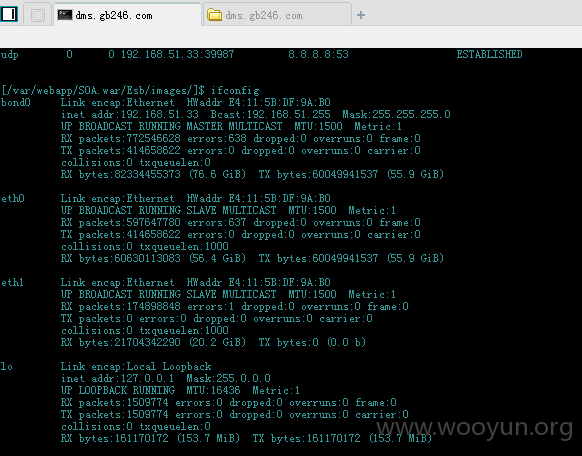 dms.gb246.com dms.gb246.com
udp 0 0 192.168.51.33:39987 8.8.8.8:53 ESTABLISHED
[/var/webapp/SOA.war/Esb/images/]$ ifconfig
bond0 Link encap:Ethernet HWaddr E4:11:5B:DF:9A:B0
inet addr:192.168.51.33 Bcast:192.168.51.255 Mask:255.255.255.0
UP BROADCAST RUNNING MASTER MULTICAST MTU:1500 Metric:1
RX packets:772546628 errors:638 dropped:0 overruns:0 frame:0
TX packets:414658622 errors:0 dropped:0 overruns:0 carrier:0
collisions:0 txqueuelen:0
RX bytes:82334455373 (76.6 GiB) TX bytes:60049941537 (55.9 GiB)
eth0 Link encap:Ethernet HWaddr E4:11:5B:DF:9A:B0
UP BROADCAST RUNNING SLAVE MULTICAST MTU:1500 Metric:1
RX packets:597647780 errors:637 dropped:0 overruns:0 frame:0
TX packets:414658622 errors:0 dropped:0 overruns:0 carrier:0
collisions:0 txqueuelen:1000
RX bytes:60630113083 (56.4 GiB) TX bytes:60049941537 (55.9 GiB)
eth1 Link encap:Ethernet HWaddr E4:11:5B:DF:9A:B0
UP BROADCAST RUNNING SLAVE MULTICAST MTU:1500 Metric:1
RX packets:174898848 errors:1 dropped:0 overruns:0 frame:0
TX packets:0 errors:0 dropped:0 overruns:0 carrier:0
collisions:0 txqueuelen:1000
RX bytes:21704342290 (20.2 GiB) TX bytes:0 (0.0 b)
lo Link encap:Local Loopback
inet addr:127.0.0.1 Mask:255.0.0.0
UP LOOPBACK RUNNING MTU:16436 Metric:1
RX packets:1509774 errors:0 dropped:0 overruns:0 frame:0
TX packets:1509774 errors:0 dropped:0 overruns:0 carrier:0
collisions:0 txqueuelen:0
RX bytes:161170172 (153.7 MiB) TX bytes:161170172 (153.7 MiB)
www.wooyun.org